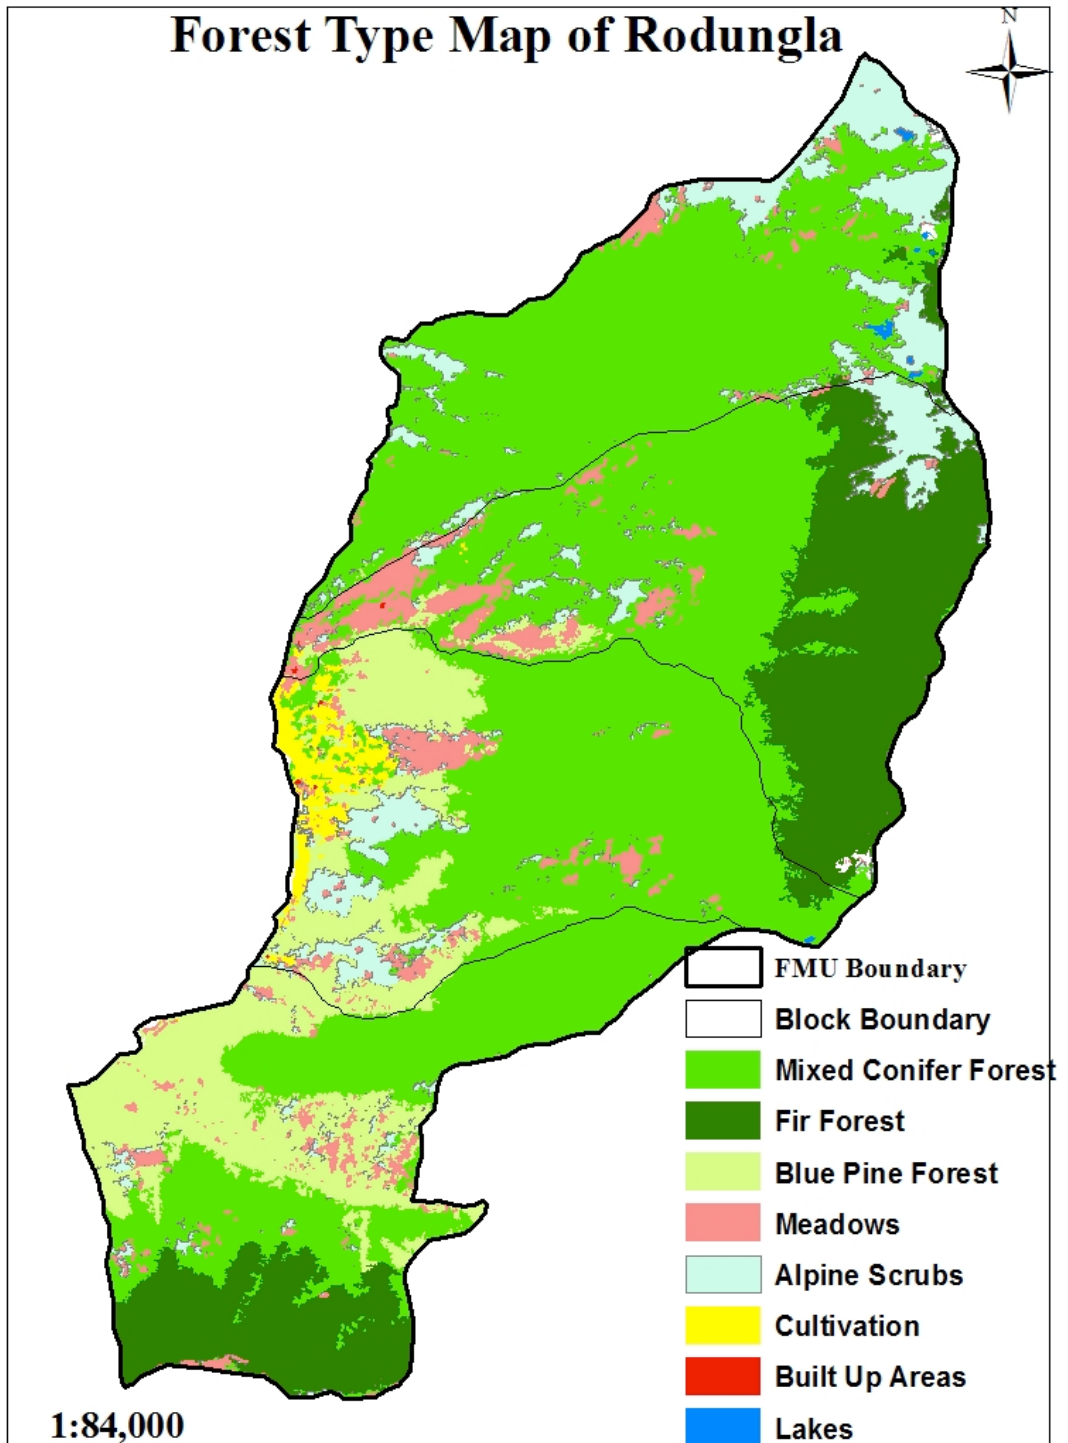 N
Forest Type Map of Rodungla
FMU Boundary
Block Boundary
Mixed Conifer Forest
Fir Forest
Blue Pine Forest
Meadows
Alpine Scrubs
Cultivation
Built Up Areas
Lakes
1:84,000